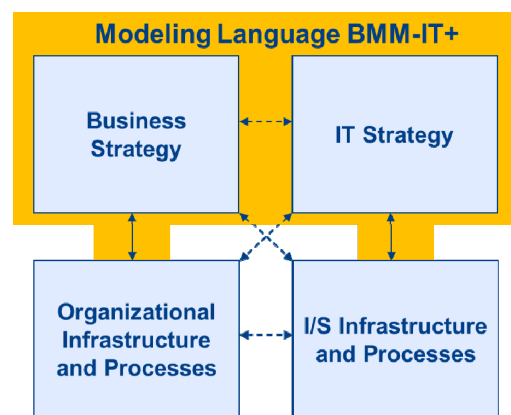 Modeling Language BMM-IT+
Business
Strategy
IT Strategy
Organizational
Infrastructure
and Processes
I/S Infrastructure
and Processes